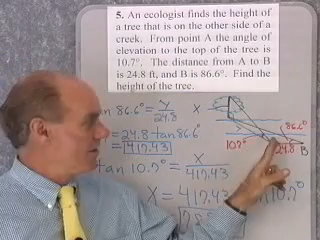 5. An ecologist finds the height of
a tree that is on the other side of a
creek. From point A the angle of
elevation to the top of the tree is
10.7°. The distance from A to B
is 24.8 ft, and B is 86.6°. Find the
height of the tree.
an 86.6° = y/24.8 x
= 24.8 tan 86.6°
= 417.43
tan 10.7° = x/417.43
x = 417.43
10.7°
86.6°
24.8
B